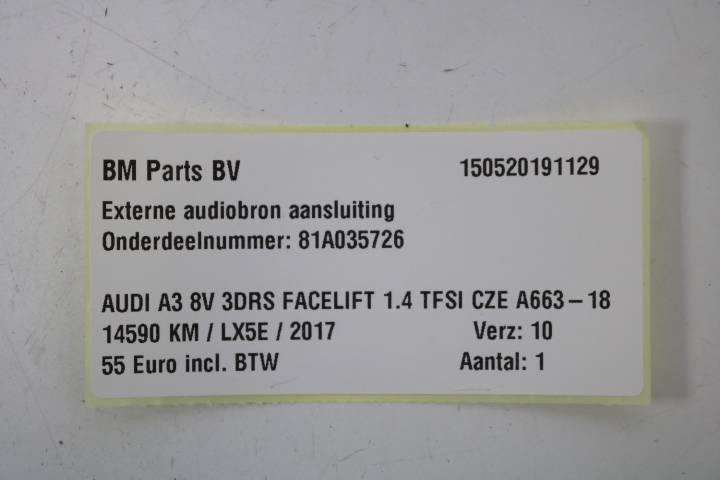 BM Parts BV 150520191129
Externe audiobron aansluiting
Onderdeelnummer: 81A035726
AUDI A3 8V 3DRS FACELIFT 1.4 TFSI CZE A663-18
14590 KM / LX5E / 2017 Verz: 10
55 Euro incl. BTW Aantal: 1